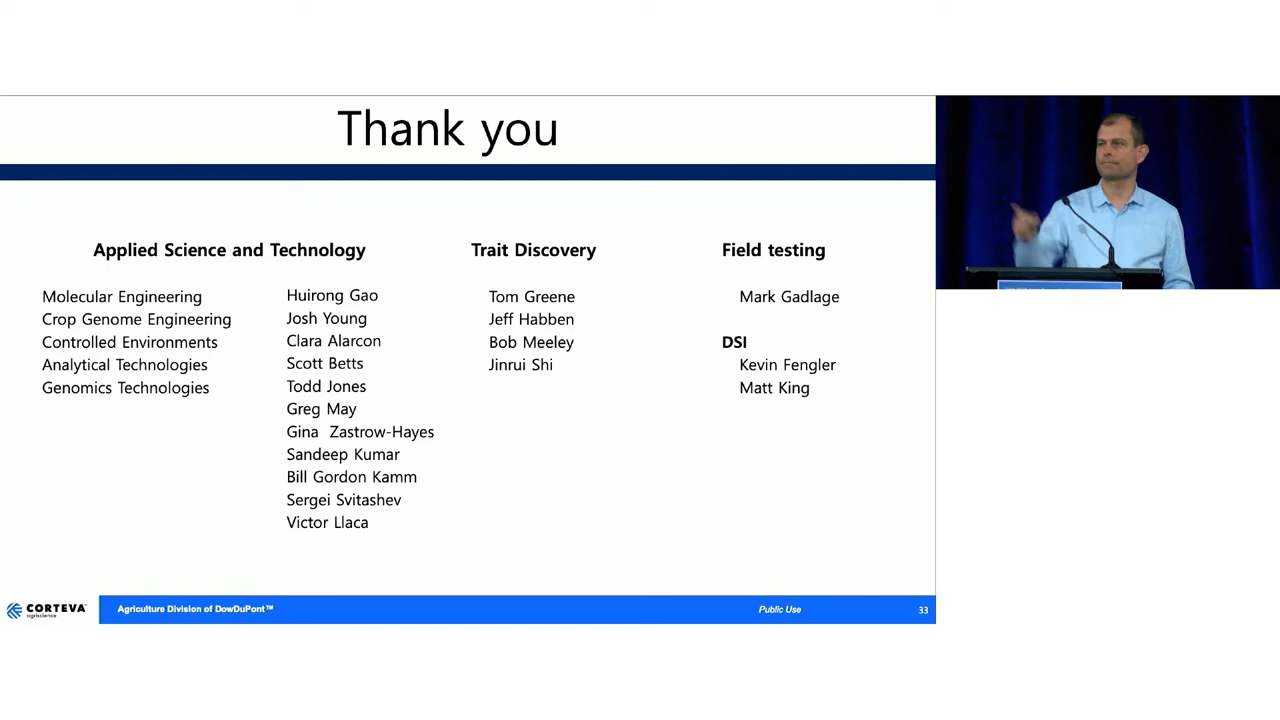 Thank you
Applied Science and Technology
Molecular Engineering
Crop Genome Engineering
Controlled Environments
Analytical Technologies
Genomics Technologies
Huirong Gao
Josh Young
Clara Alarcon
Scott Betts
Todd Jones
Greg May
Gina Zastrow-Hayes
Sandeep Kumar
Bill Gordon Kamm
Sergei Svitashev
Victor Llaca
Trait Discovery
Tom Greene
Jeff Habben
Bob Meeley
Jinrui Shi
Field testing
Mark Gadlage
DSI
Kevin Fengler
Matt King
CORTEVA
agriscience
Agriculture Division of DowDuPont™
Public Use
33